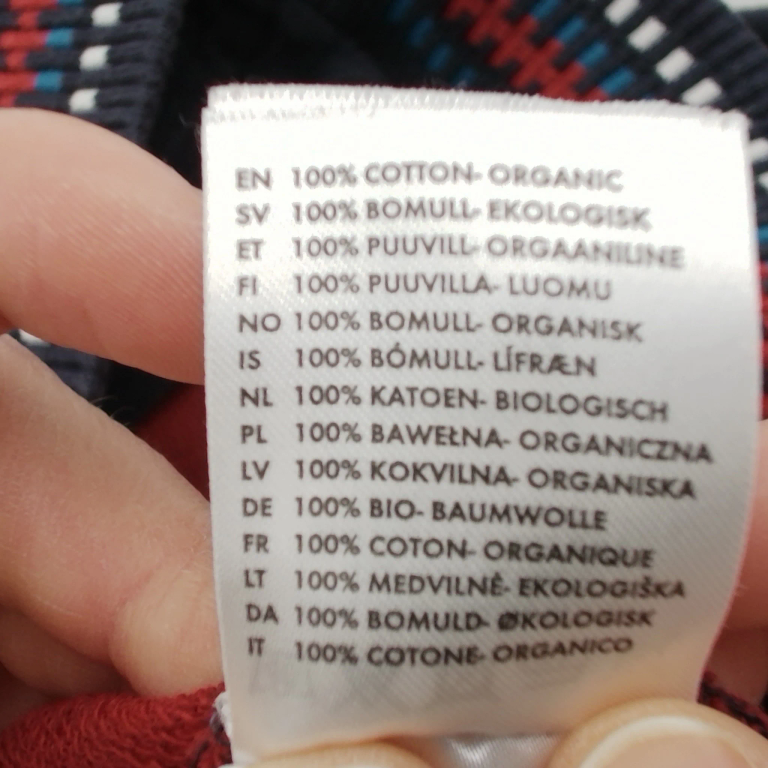 EN 100% COTTON- ORGANIC
SV 100% BOMULL- EKOLOGISK
ET 100% PUUVILL- ORGAANILINE
FI 100% PUUVILLA- LUOMU
NO 100% BOMULL- ORGANISK
IS 100% BÓMULL- LÍFRÆN
NL 100% KATOEN- BIOLOGISCH
PL 100% BAWEŁNA- ORGANICZNA
LV 100% KOKVILNA- ORGANISKA
DE 100% BIO- BAUMWOLLE
FR 100% COTON- ORGANIQUE
LT 100% MEDVILNĖ- EKOLOGIŠKA
DA 100% BOMULD- ØKOLOGISK
IT 100% COTONE- ORGANICO